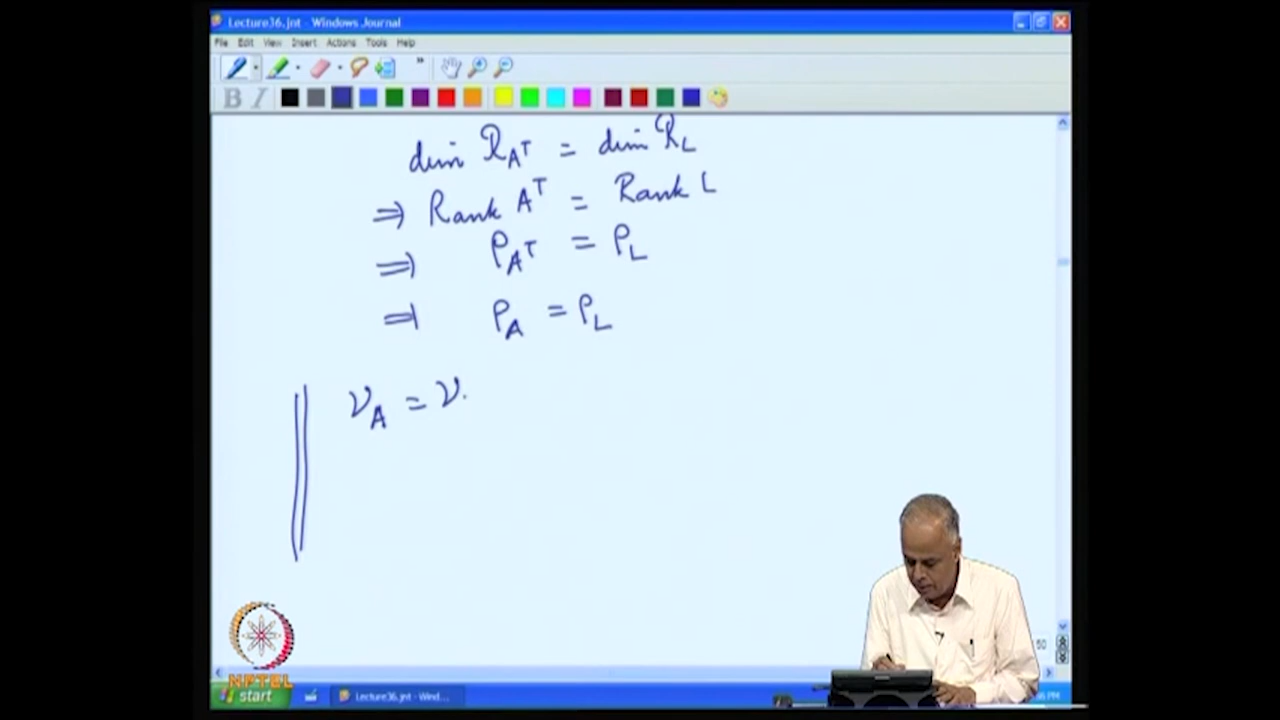 Lecture36.jnt - Windows Journal
File Edit View Insert Actions Tools Help
B I
dim ℛ_{A^T} = dim ℛ_L
⇒ Rank A^T = Rank L
⇒ ρ_{A^T} = ρ_L
⇒ ρ_A = ρ_L
ν_A = ν
NPTEL
start Lecture36.jnt - Wind...